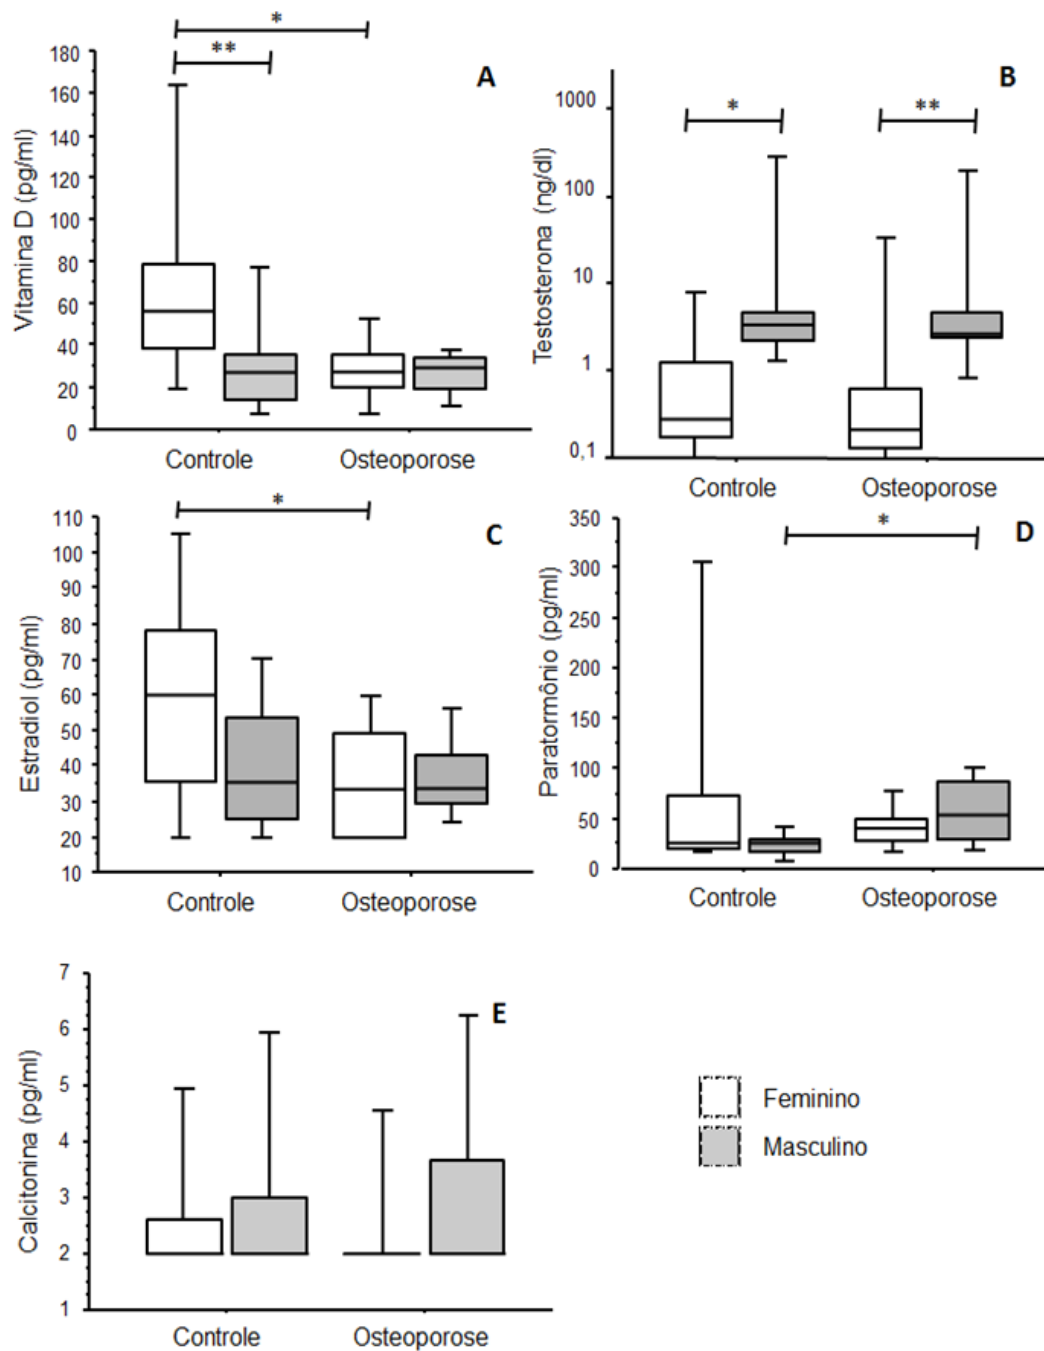 *
**
180
160
140
120
100
80
60
40
20
0
Vitamina D (pg/ml)
A
Controle
Osteoporose
*
**
B
1000
100
10
1
0,1
Testosterona (ng/dl)
Controle
Osteoporose
*
C
110
100
90
80
70
60
50
40
30
20
10
Estradiol (pg/ml)
Controle
Osteoporose
*
D
350
300
250
200
150
100
50
0
Paratormônio (pg/ml)
Controle
Osteoporose
E
7
6
5
4
3
2
1
Calcitonina (pg/ml)
Controle
Osteoporose
Feminino
Masculino